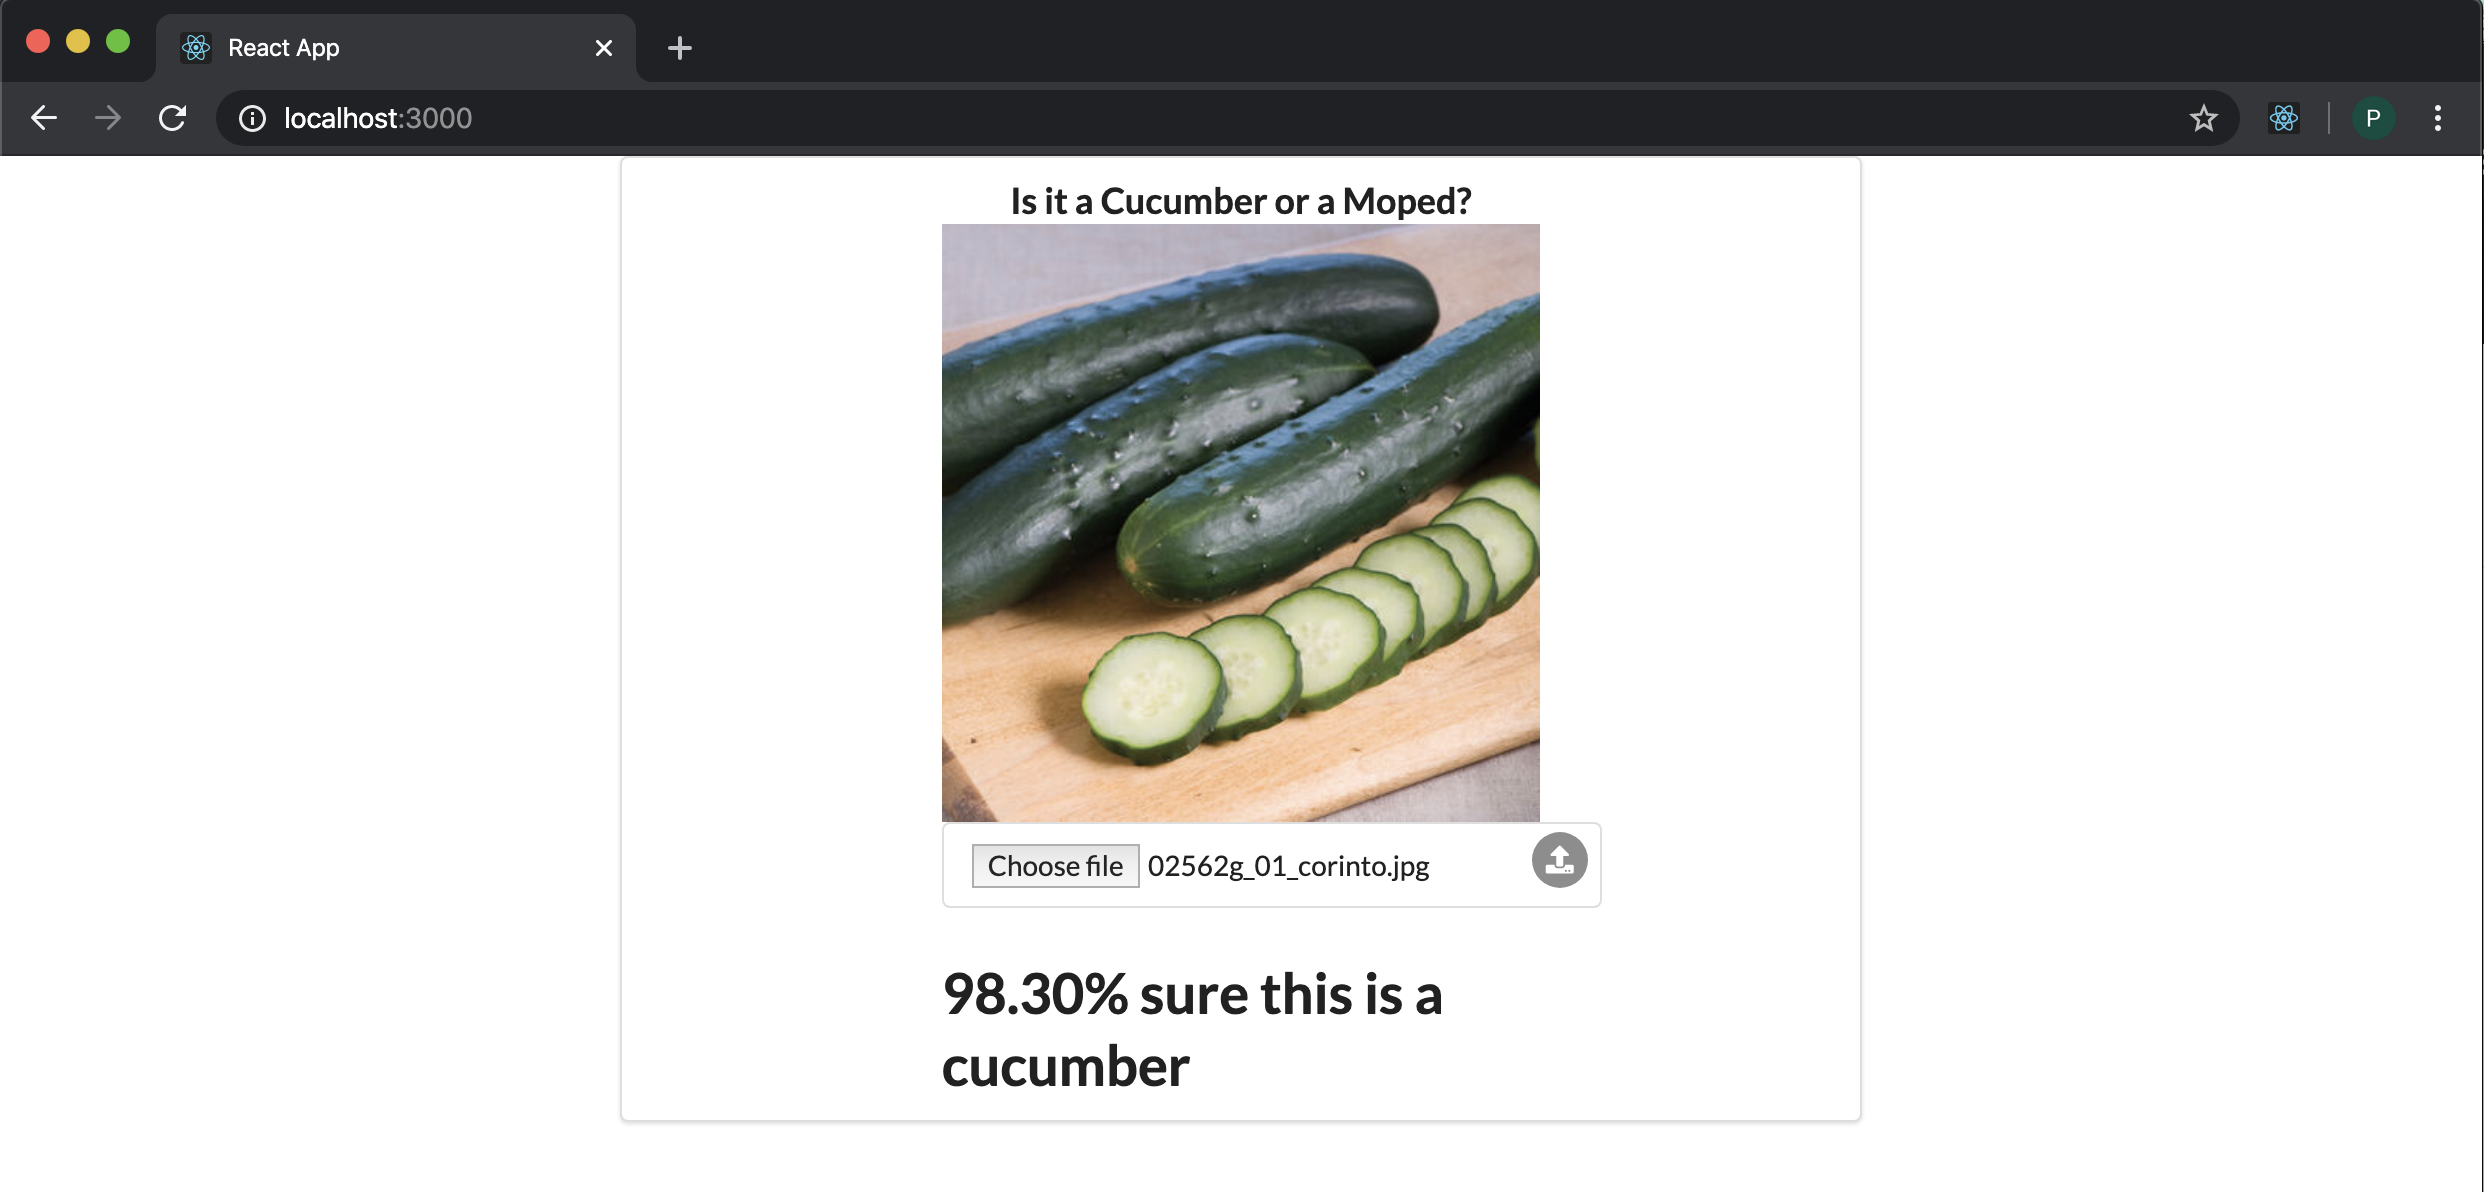 React App
localhost:3000
P
Is it a Cucumber or a Moped?
Choose file 02562g_01_corinto.jpg
98.30% sure this is a
cucumber